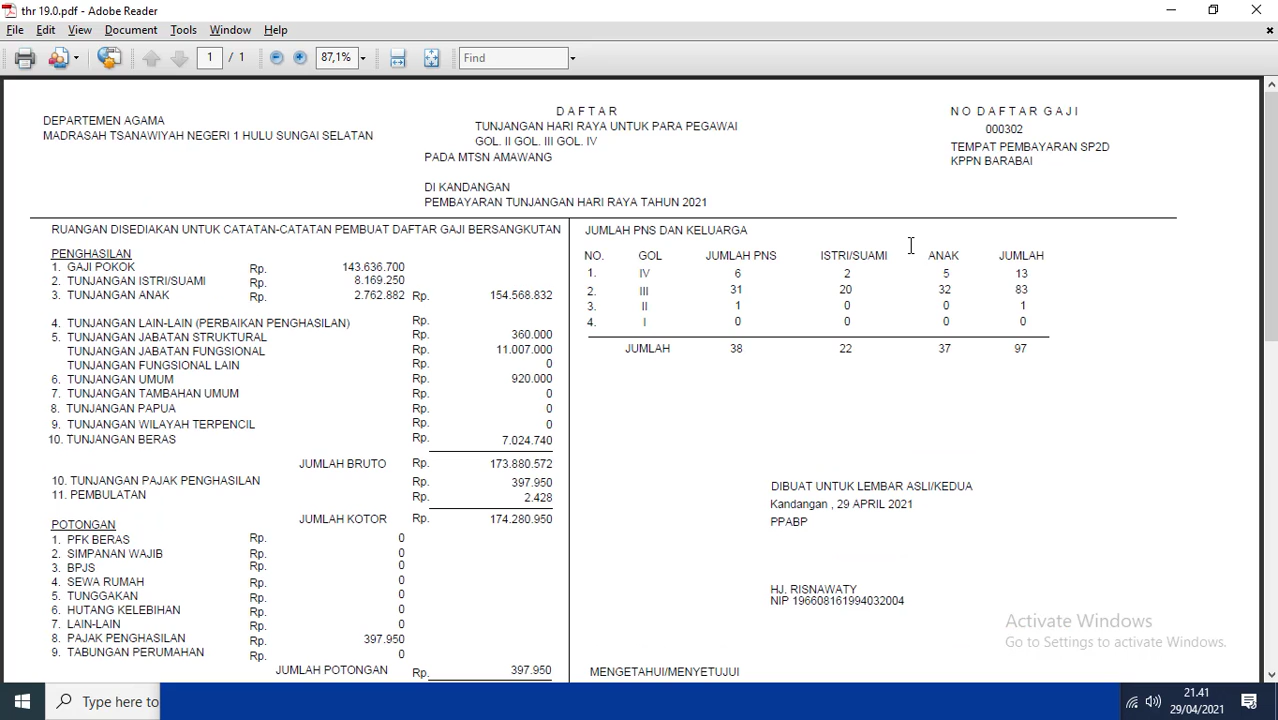 thr 19.0.pdf - Adobe Reader
File Edit View Document Tools Window Help
1 / 1 87,1% Find
DEPARTEMEN AGAMA
MADRASAH TSANAWIYAH NEGERI 1 HULU SUNGAI SELATAN
D A F T A R
TUNJANGAN HARI RAYA UNTUK PARA PEGAWAI
GOL. II GOL. III GOL. IV
PADA MTSN AMAWANG
DI KANDANGAN
PEMBAYARAN TUNJANGAN HARI RAYA TAHUN 2021
N O D A F T A R G A J I
000302
TEMPAT PEMBAYARAN SP2D
KPPN BARABAI
RUANGAN DISEDIAKAN UNTUK CATATAN-CATATAN PEMBUAT DAFTAR GAJI BERSANGKUTAN
PENGHASILAN
1. GAJI POKOK Rp. 143.636.700
2. TUNJANGAN ISTRI/SUAMI Rp. 8.169.250
3. TUNJANGAN ANAK Rp. 2.762.882 Rp. 154.568.832
4. TUNJANGAN LAIN-LAIN (PERBAIKAN PENGHASILAN) Rp.
5. TUNJANGAN JABATAN STRUKTURAL Rp. 360.000
TUNJANGAN JABATAN FUNGSIONAL Rp. 11.007.000
TUNJANGAN FUNGSIONAL LAIN Rp. 0
6. TUNJANGAN UMUM Rp. 920.000
7. TUNJANGAN TAMBAHAN UMUM Rp. 0
8. TUNJANGAN PAPUA Rp. 0
9. TUNJANGAN WILAYAH TERPENCIL Rp. 0
10. TUNJANGAN BERAS Rp. 7.024.740
JUMLAH BRUTO Rp. 173.880.572
10. TUNJANGAN PAJAK PENGHASILAN Rp. 397.950
11. PEMBULATAN Rp. 2.428
JUMLAH KOTOR Rp. 174.280.950
POTONGAN
1. PFK BERAS Rp. 0
2. SIMPANAN WAJIB Rp. 0
3. BPJS Rp. 0
4. SEWA RUMAH Rp. 0
5. TUNGGAKAN Rp. 0
6. HUTANG KELEBIHAN Rp. 0
7. LAIN-LAIN Rp. 0
8. PAJAK PENGHASILAN Rp. 397.950
9. TABUNGAN PERUMAHAN Rp. 0
JUMLAH POTONGAN Rp. 397.950
JUMLAH PNS DAN KELUARGA
NO. GOL JUMLAH PNS ISTRI/SUAMI ANAK JUMLAH
1. IV 6 2 5 13
2. III 31 20 32 83
3. II 1 0 0 1
4. I 0 0 0 0
JUMLAH 38 22 37 97
DIBUAT UNTUK LEMBAR ASLI/KEDUA
Kandangan , 29 APRIL 2021
PPABP
HJ. RISNAWATY
NIP 196608161994032004
MENGETAHUI/MENYETUJUI
Activate Windows
Go to Settings to activate Windows.
Type here to
21.41
29/04/2021